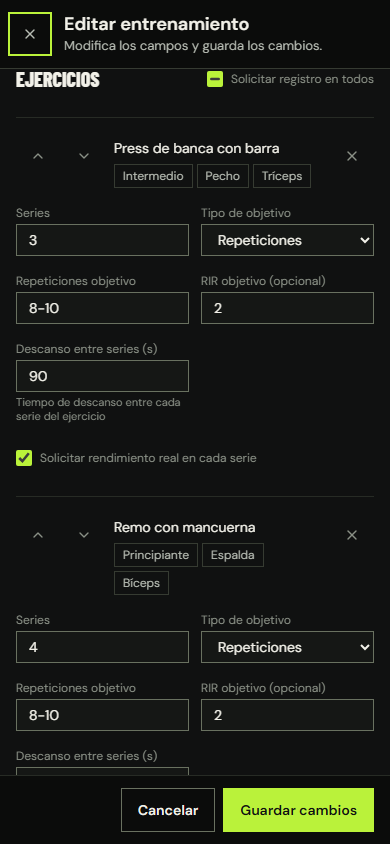 Editar entrenamiento
Modifica los campos y guarda los cambios.
EJERCICIOS
Solicitar registro en todos
Press de banca con barra
Intermedio
Pecho
Tríceps
Series
Tipo de objetivo
3
Repeticiones
Repeticiones objetivo
RIR objetivo (opcional)
8-10
2
Descanso entre series (s)
90
Tiempo de descanso entre cada
serie del ejercicio
Solicitar rendimiento real en cada serie
Remo con mancuerna
Principiante
Espalda
Bíceps
Series
Tipo de objetivo
4
Repeticiones
Repeticiones objetivo
RIR objetivo (opcional)
8-10
2
Descanso entre series (s)
Cancelar
Guardar cambios